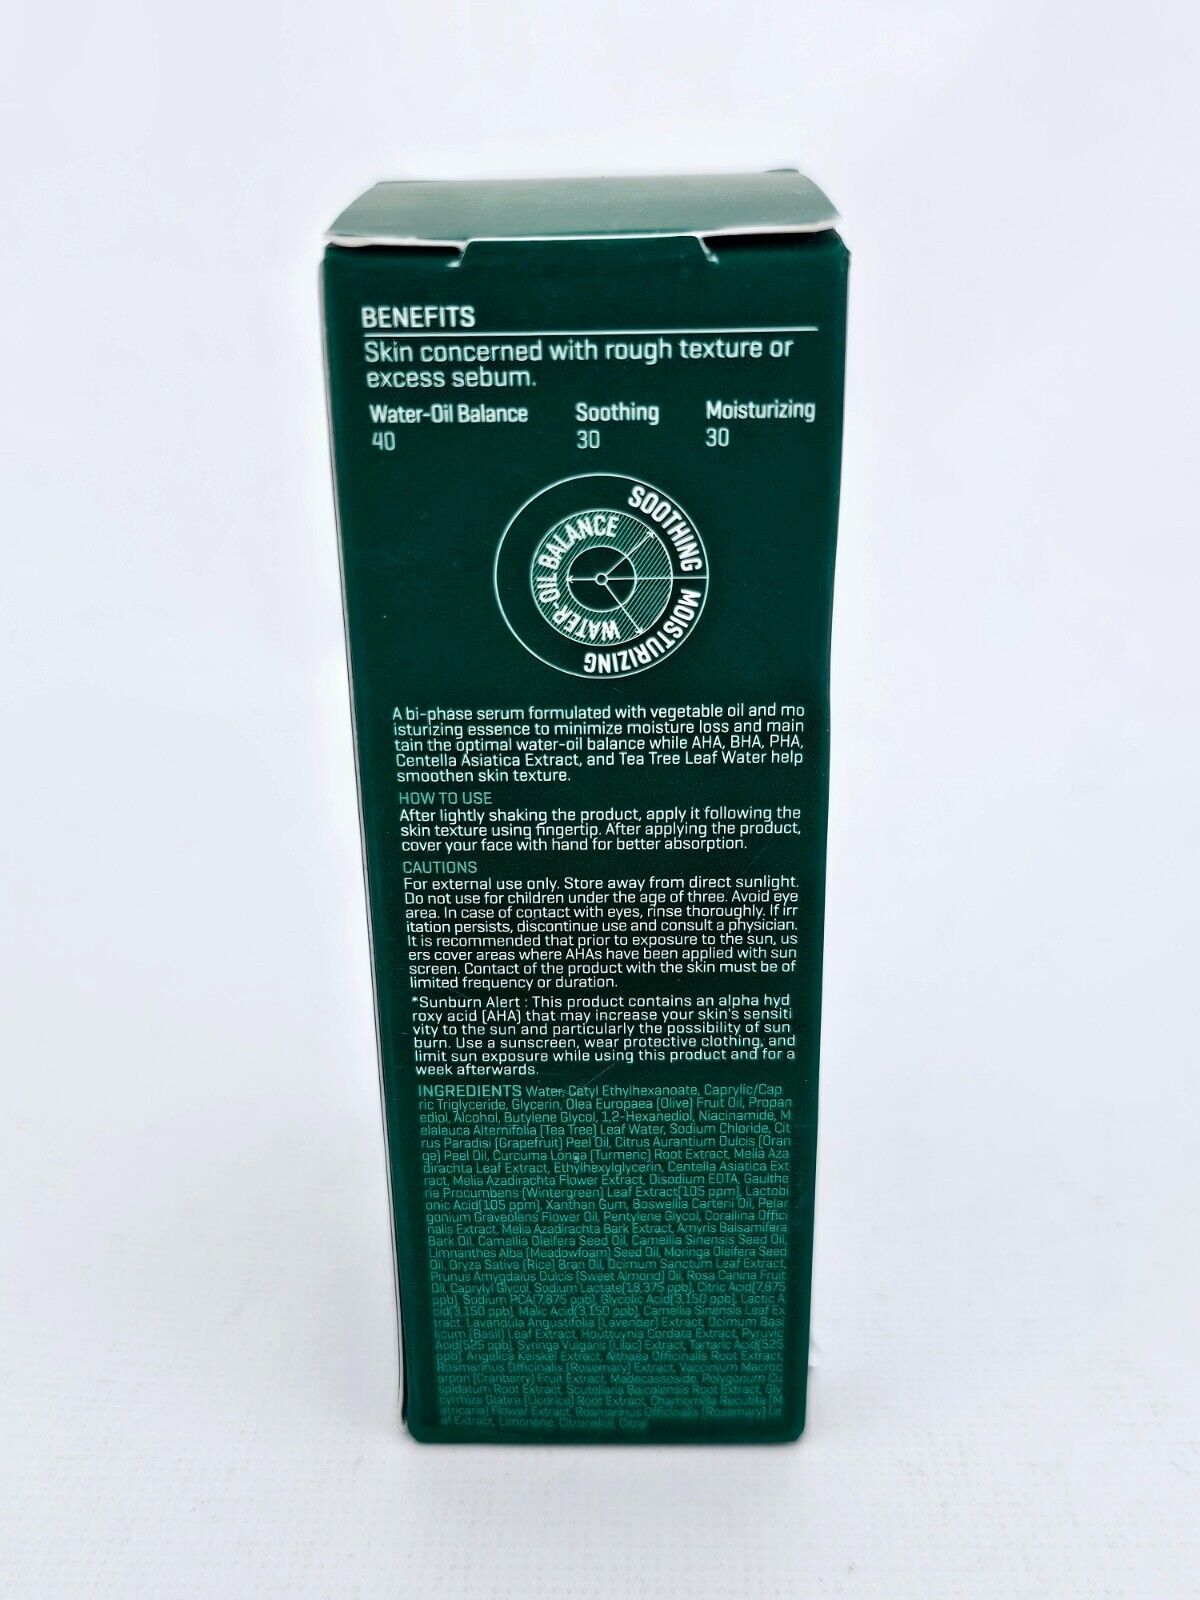 BENEFITS
Skin concerned with rough texture or
excess sebum.
Water-Oil Balance Soothing Moisturizing
40 30 30
SOOTHING
WATER-OIL BALANCE
MOISTURIZING
A bi-phase serum formulated with vegetable oil and mo
isturizing essence to minimize moisture loss and main
tain the optimal water-oil balance while AHA, BHA, PHA,
Centella Asiatica Extract, and Tea Tree Leaf Water help
smoothen skin texture.
HOW TO USE
After lightly shaking the product, apply it following the
skin texture using fingertip. After applying the product,
cover your face with hand for better absorption.
CAUTIONS
For external use only. Store away from direct sunlight.
Do not use for children under the age of three. Avoid eye
area. In case of contact with eyes, rinse thoroughly. If irr
itation persists, discontinue use and consult a physician.
It is recommended that prior to exposure to the sun, us
ers cover areas where AHAs have been applied with sun
screen. Contact of the product with the skin must be of
limited frequency or duration.
*Sunburn Alert : This product contains an alpha hyd
roxy acid (AHA) that may increase your skin's sensiti
vity to the sun and particularly the possibility of sun
burn. Use a sunscreen, wear protective clothing, and
limit sun exposure while using this product and for a
week afterwards.
INGREDIENTS Water, Cetyl Ethylhexanoate, Caprylic/Cap
ric Triglyceride, Glycerin, Olea Europaea (Olive) Fruit Oil, Propan
ediol, Alcohol, Butylene Glycol, 1,2-Hexanediol, Niacinamide, M
elaleuca Alternifolia (Tea Tree) Leaf Water, Sodium Chloride, Cit
rus Paradisi (Grapefruit) Peel Oil, Citrus Aurantium Dulcis (Oran
ge) Peel Oil, Curcuma Longa (Turmeric) Root Extract, Melia Aza
dirachta Leaf Extract, Ethylhexylglycerin, Centella Asiatica Ext
ract, Melia Azadirachta Flower Extract, Disodium EDTA, Gaulthe
ria Procumbens (Wintergreen) Leaf Extract(105 ppm), Lactobi
onic Acid(105 ppm), Xanthan Gum, Boswellia Carterii Oil, Pelar
gonium Graveolens Flower Oil, Pentylene Glycol, Corallina Offici
nalis Extract, Melia Azadirachta Bark Extract, Amyris Balsamifera
Bark Oil, Camellia Oleifera Seed Oil, Camellia Sinensis Seed Oil,
Limnanthes Alba (Meadowfoam) Seed Oil, Moringa Oleifera Seed
Oil, Oryza Sativa (Rice) Bran Oil, Ocimum Sanctum Leaf Extract,
Prunus Amygdalus Dulcis (Sweet Almond) Oil, Rosa Canina Fruit
Oil, Caprylyl Glycol, Sodium Lactate(18,375 ppb), Citric Acid(7,875
ppb), Sodium PCA(7,875 ppb), Glycolic Acid(3,150 ppb), Lactic A
cid(3,150 ppb), Malic Acid(3,150 ppb), Camellia Sinensis Leaf Ex
tract, Lavandula Angustifolia (Lavender) Extract, Ocimum Basi
licum (Basil) Leaf Extract, Houttuynia Cordata Extract, Pyruvic
Acid(525 ppb), Syringa Vulgaris (Lilac) Extract, Tartaric Acid(525
ppb), Angelica Keiskei Extract, Althaea Officinalis Root Extract,
Rosmarinus Officinalis (Rosemary) Extract, Vaccinium Macroc
arpon (Cranberry) Fruit Extract, Madecassoside, Polygonum Cu
spidatum Root Extract, Scutellaria Baicalensis Root Extract, Gly
cyrrhiza Glabra (Licorice) Root Extract, Chamomilla Recutita (M
atricaria) Flower Extract, Rosmarinus Officinalis (Rosemary) Le
af Extract, Limonene, Citronellol, Citral